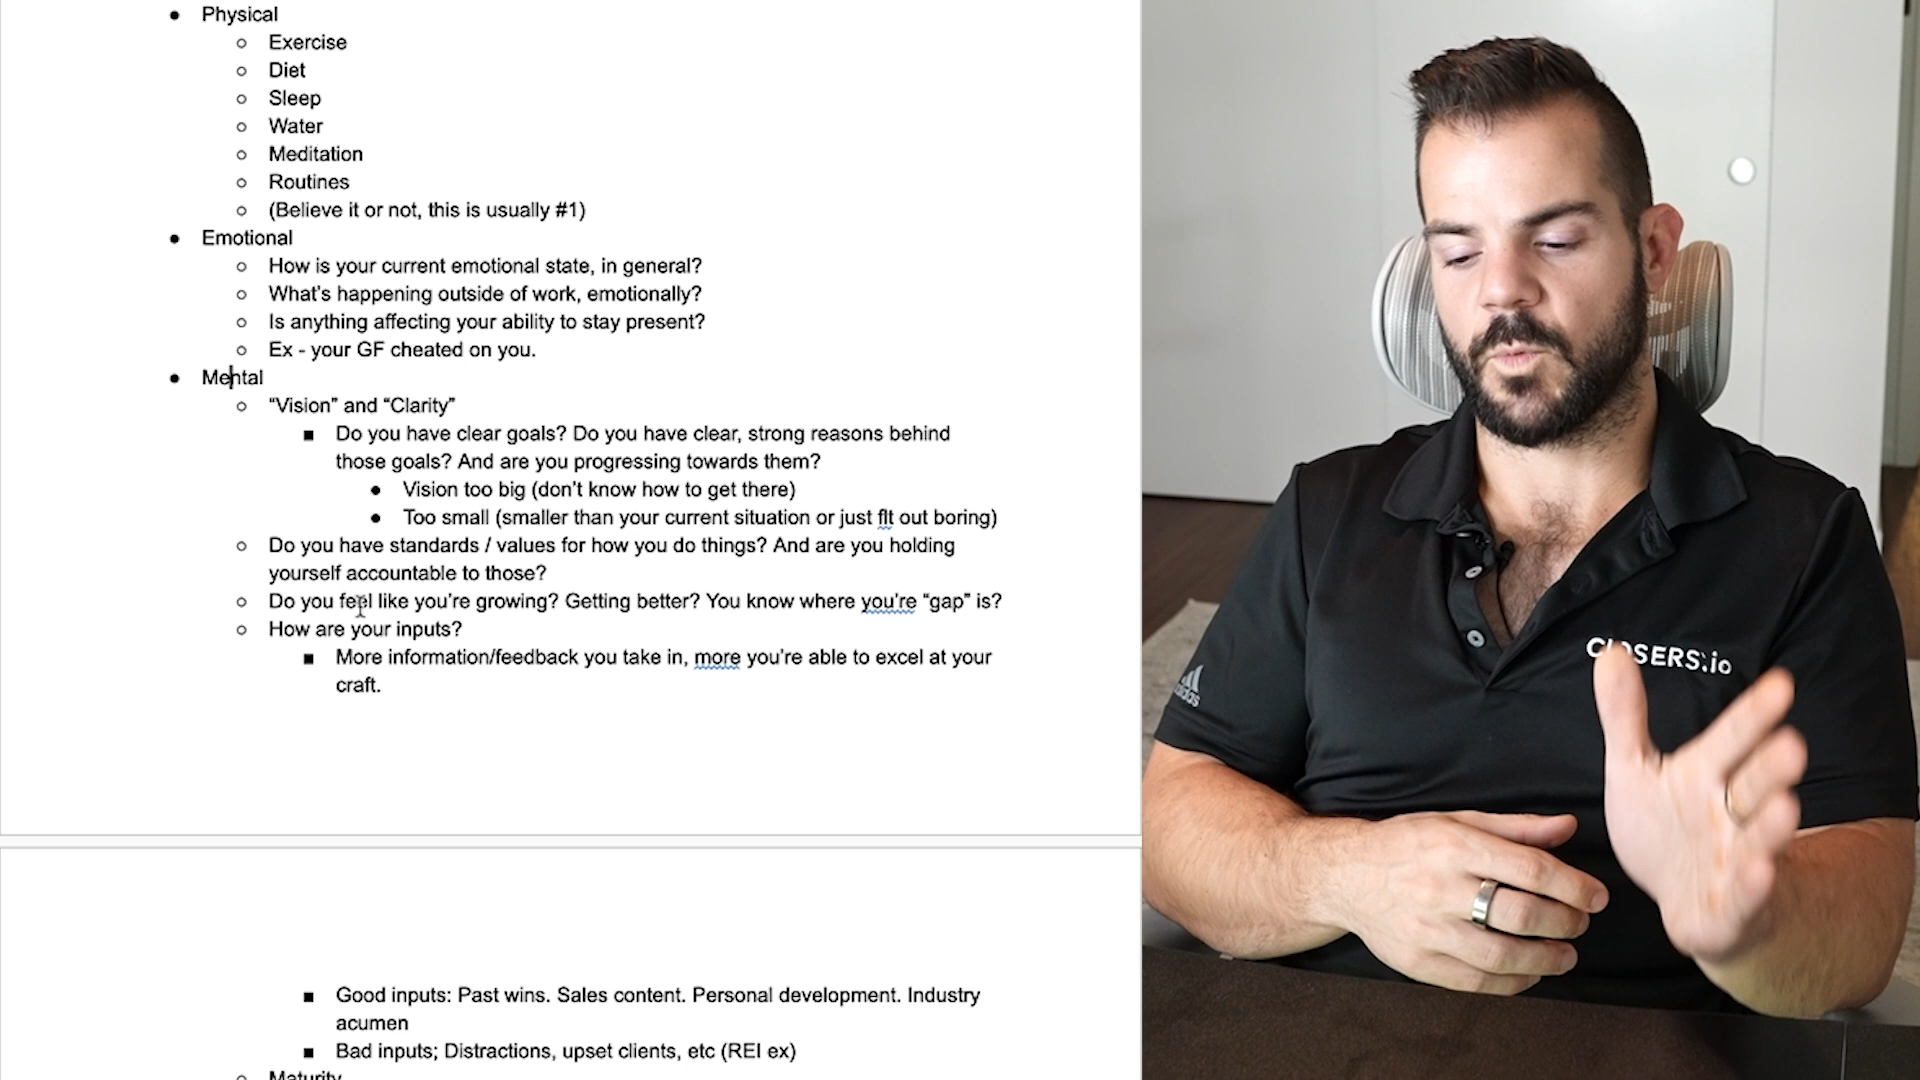 Physical
Exercise
Diet
Sleep
Water
Meditation
Routines
(Believe it or not, this is usually #1)
Emotional
How is your current emotional state, in general?
What’s happening outside of work, emotionally?
Is anything affecting your ability to stay present?
Ex - your GF cheated on you.
Mental
“Vision” and “Clarity”
Do you have clear goals? Do you have clear, strong reasons behind
those goals? And are you progressing towards them?
Vision too big (don’t know how to get there)
Too small (smaller than your current situation or just flt out boring)
Do you have standards / values for how you do things? And are you holding
yourself accountable to those?
Do you feel like you’re growing? Getting better? You know where you’re “gap” is?
How are your inputs?
More information/feedback you take in, more you’re able to excel at your
craft.
Good inputs: Past wins. Sales content. Personal development. Industry
acumen
Bad inputs; Distractions, upset clients, etc (REI ex)
Maturity
CLOSERS.io
adidas